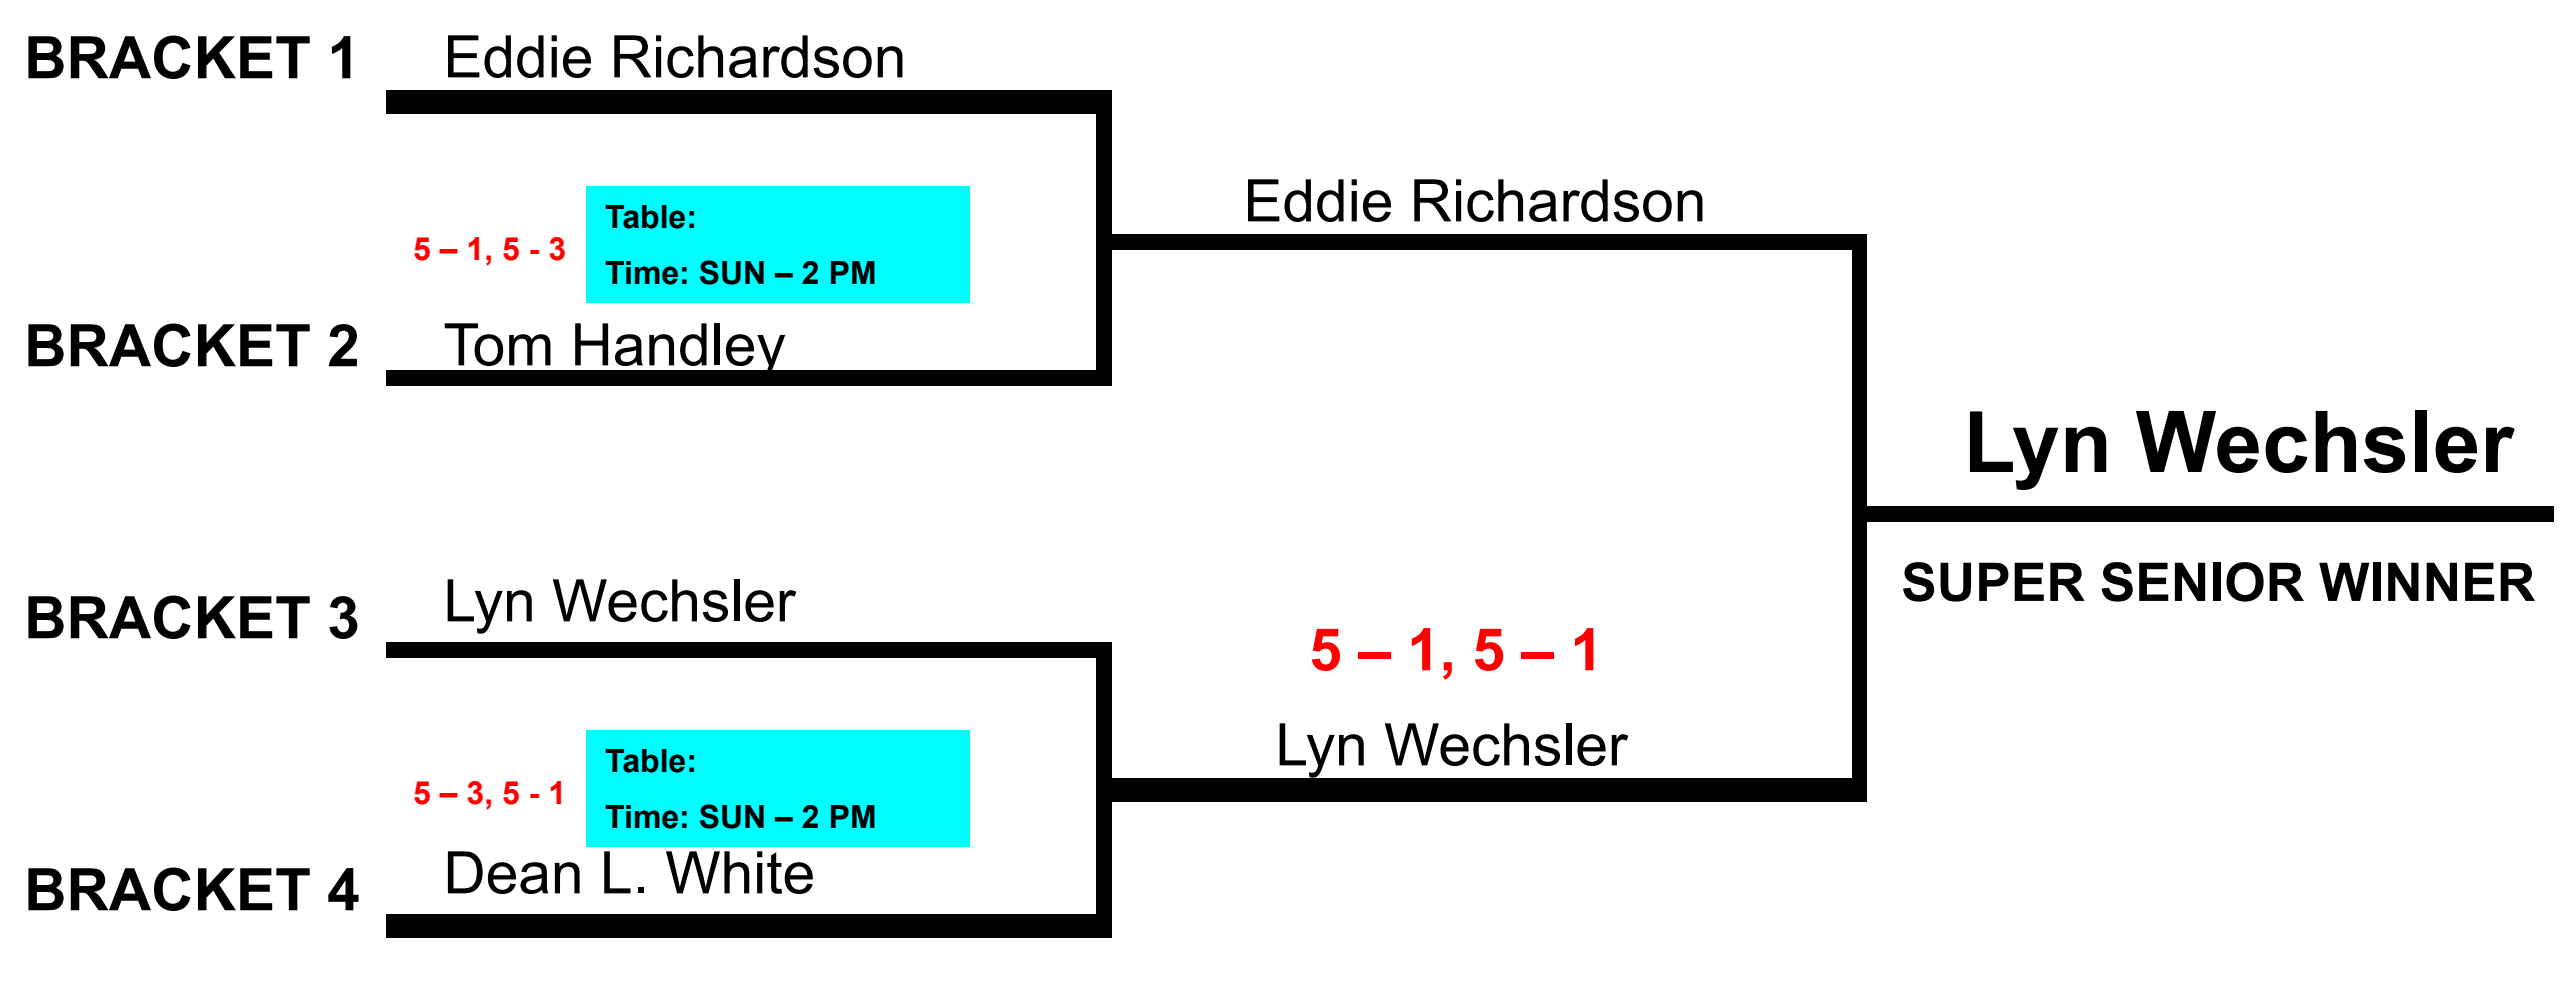 BRACKET 1
Eddie Richardson
5 – 1, 5 - 3
Table:
Time: SUN – 2 PM
BRACKET 2
Tom Handley
Eddie Richardson
BRACKET 3
Lyn Wechsler
5 – 3, 5 - 1
Table:
Time: SUN – 2 PM
BRACKET 4
Dean L. White
5 – 1, 5 – 1
Lyn Wechsler
Lyn Wechsler
SUPER SENIOR WINNER